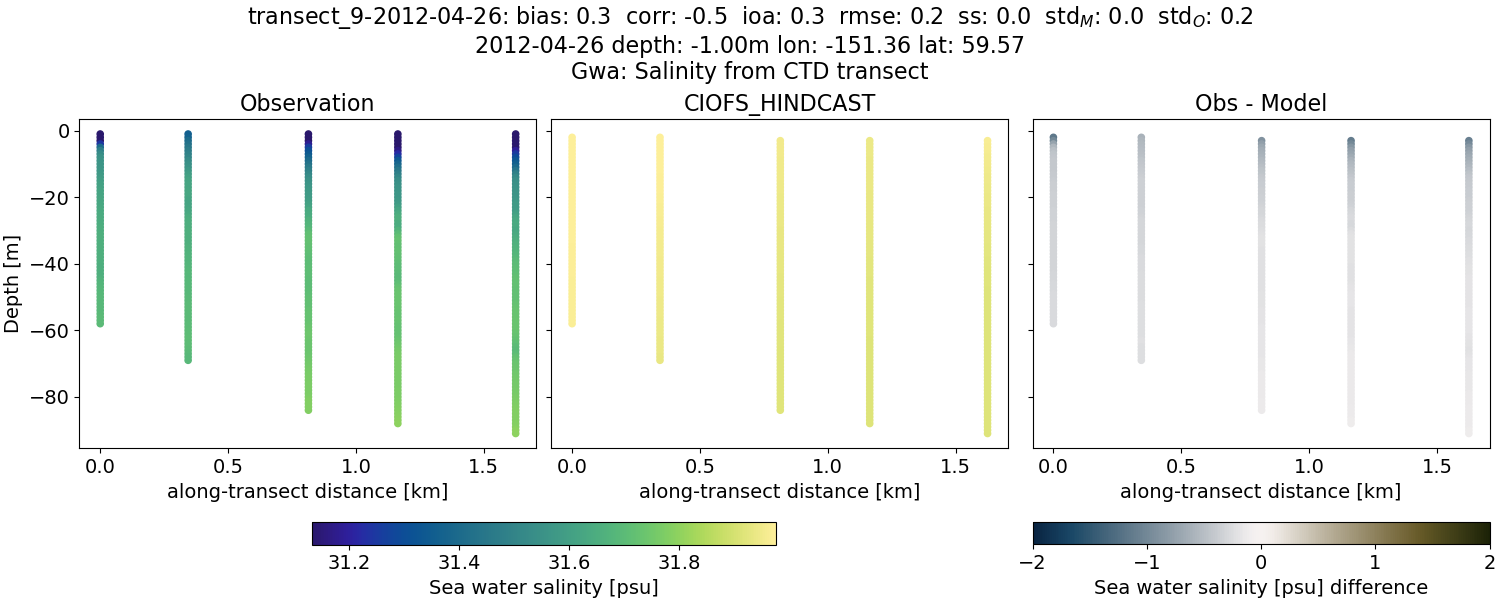 transect_9-2012-04-26: bias: 0.3  corr: -0.5  ioa: 0.3  rmse: 0.2  ss: 0.0  std_M: 0.0  std_O: 0.2
2012-04-26 depth: -1.00m lon: -151.36 lat: 59.57
Gwa: Salinity from CTD transect
Observation
CIOFS_HINDCAST
Obs - Model
Depth [m]
0
−20
−40
−60
−80
0.0 0.5 1.0 1.5
0.0 0.5 1.0 1.5
0.0 0.5 1.0 1.5
along-transect distance [km]
along-transect distance [km]
along-transect distance [km]
31.2 31.4 31.6 31.8
Sea water salinity [psu]
−2 −1 0 1 2
Sea water salinity [psu] difference